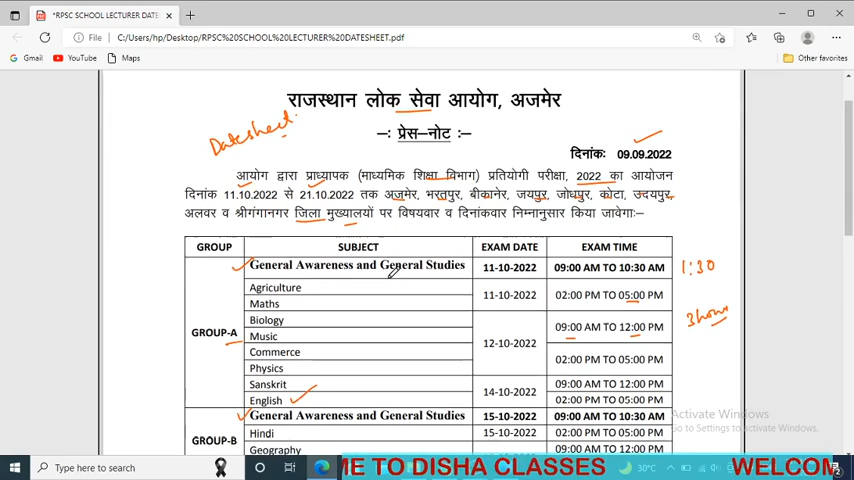 *RPSC SCHOOL LECTURER DATE
File
C:/Users/hp/Desktop/RPSC%20SCHOOL%20LECTURER%20DATESHEET.pdf
Gmail YouTube Maps Other favorites
राजस्थान लोक सेवा आयोग, अजमेर
Datesheet
-: प्रेस-नोट :-
दिनांकः 09.09.2022
आयोग द्वारा प्राध्यापक (माध्यमिक शिक्षा विभाग) प्रतियोगी परीक्षा, 2022 का आयोजन
दिनांक 11.10.2022 से 21.10.2022 तक अजमेर, भरतपुर, बीकानेर, जयपुर, जोधपुर, कोटा, उदयपुर,
अलवर व श्रीगंगानगर जिला मुख्यालयों पर विषयवार व दिनांकवार निम्नानुसार किया जावेगाः-
GROUP SUBJECT EXAM DATE EXAM TIME
General Awareness and General Studies 11-10-2022 09:00 AM TO 10:30 AM 1:30
Agriculture
11-10-2022 02:00 PM TO 05:00 PM
Maths
Biology
09:00 AM TO 12:00 PM 3 hours
GROUP-A Music
12-10-2022
Commerce
02:00 PM TO 05:00 PM
Physics
Sanskrit 09:00 AM TO 12:00 PM
14-10-2022
English 02:00 PM TO 05:00 PM
General Awareness and General Studies 15-10-2022 09:00 AM TO 10:30 AM
Activate Windows
Go to Settings to activate Windows.
Hindi 15-10-2022 02:00 PM TO 05:00 PM
GROUP-B
Geography
ME TO DISHA CLASSES WELCOM
Type here to search
30°C
2